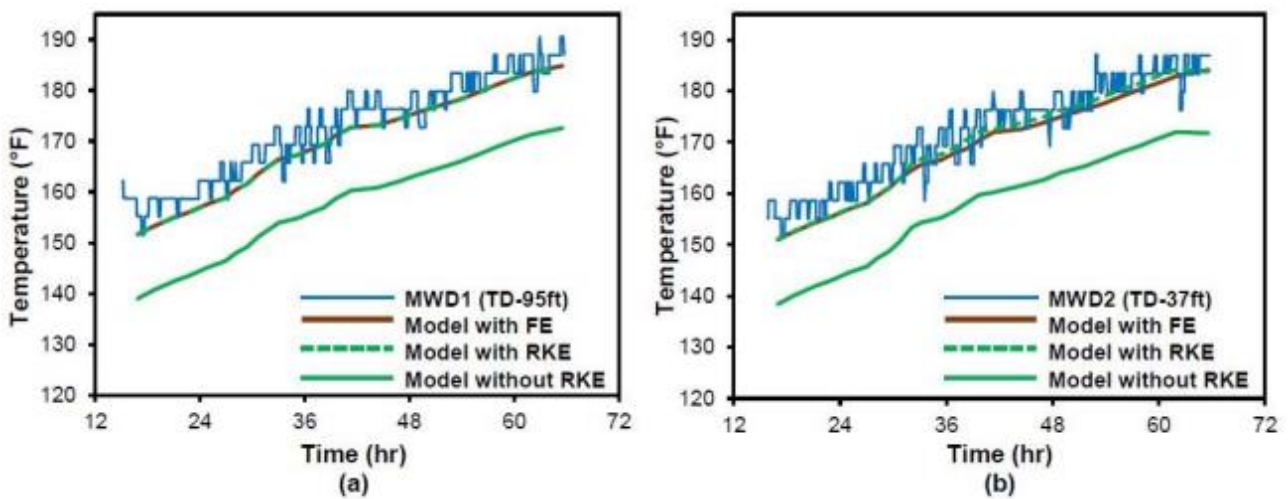 190
180
170
160
150
140
130
120
Temperature (°F)
MWD1 (TD-95ft)
Model with FE
Model with RKE
Model without RKE
12 24 36 48 60 72
Time (hr)
(a)
190
180
170
160
150
140
130
120
Temperature (°F)
MWD2 (TD-37ft)
Model with FE
Model with RKE
Model without RKE
12 24 36 48 60 72
Time (hr)
(b)